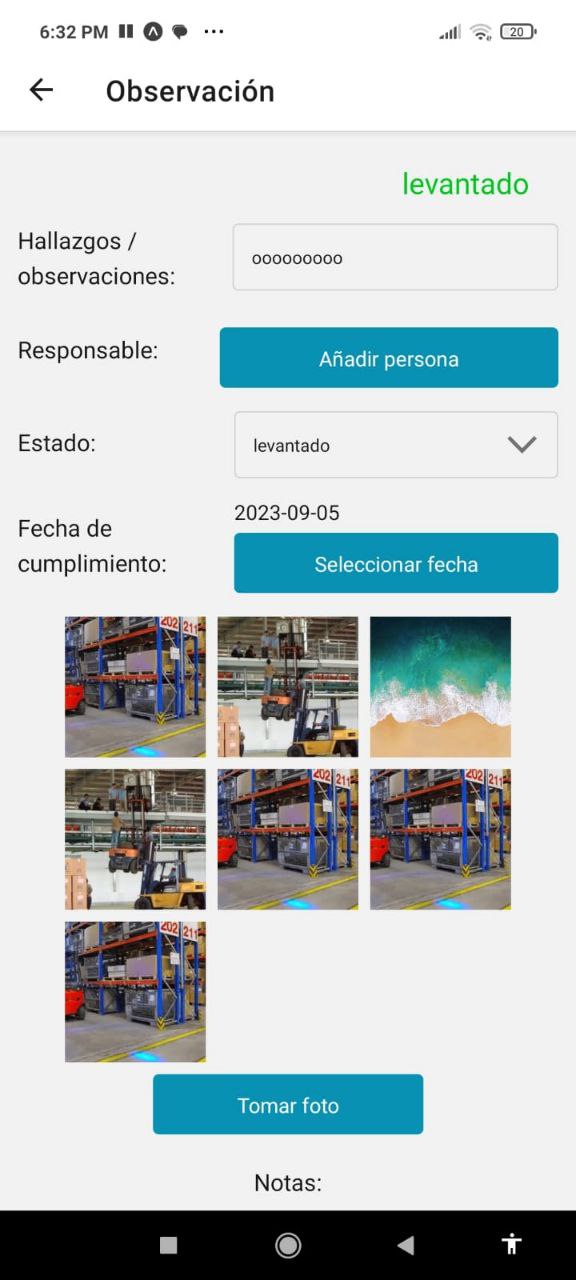 6:32 PM
20
Observación
levantado
Hallazgos /
observaciones:
ooooooooo
Responsable:
Añadir persona
Estado:
levantado
Fecha de
cumplimiento:
2023-09-05
Seleccionar fecha
202 211
202 211
202 211
202 211
Tomar foto
Notas: